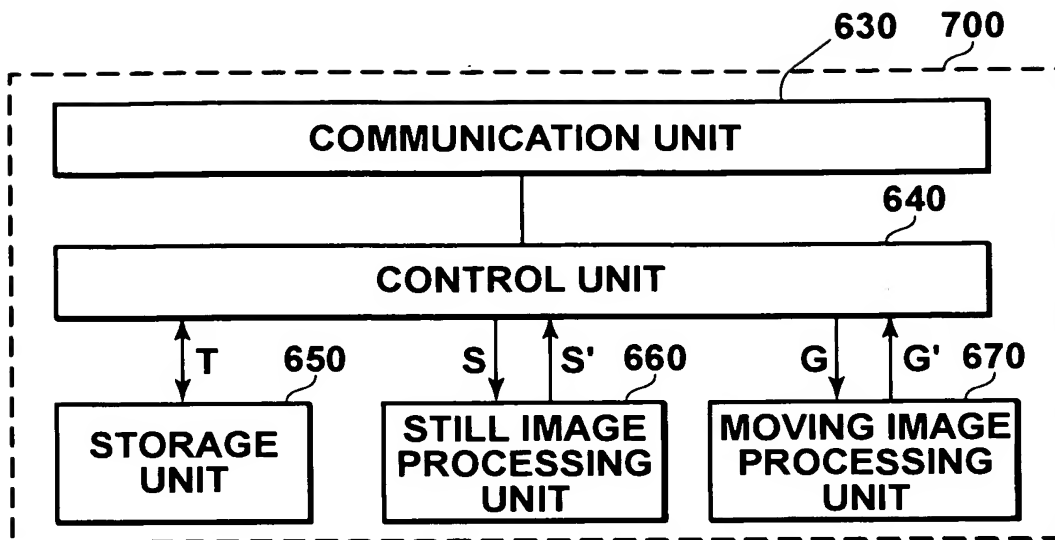 630
700
COMMUNICATION UNIT
640
CONTROL UNIT
T
650
S
S'
660
G
G'
670
STORAGE
UNIT
STILL IMAGE
PROCESSING
UNIT
MOVING IMAGE
PROCESSING
UNIT